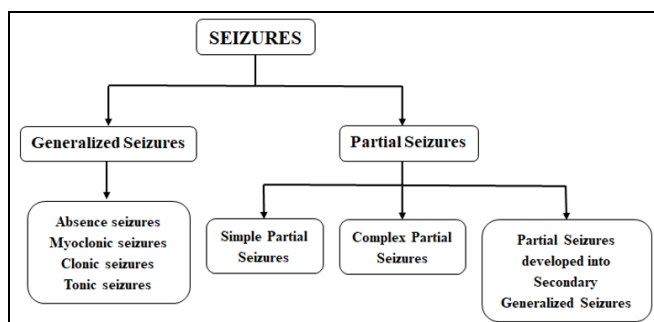 SEIZURES
Generalized Seizures
Partial Seizures
Absence seizures
Myoclonic seizures
Clonic seizures
Tonic seizures
Simple Partial
Seizures
Complex Partial
Seizures
Partial Seizures
developed into
Secondary
Generalized Seizures